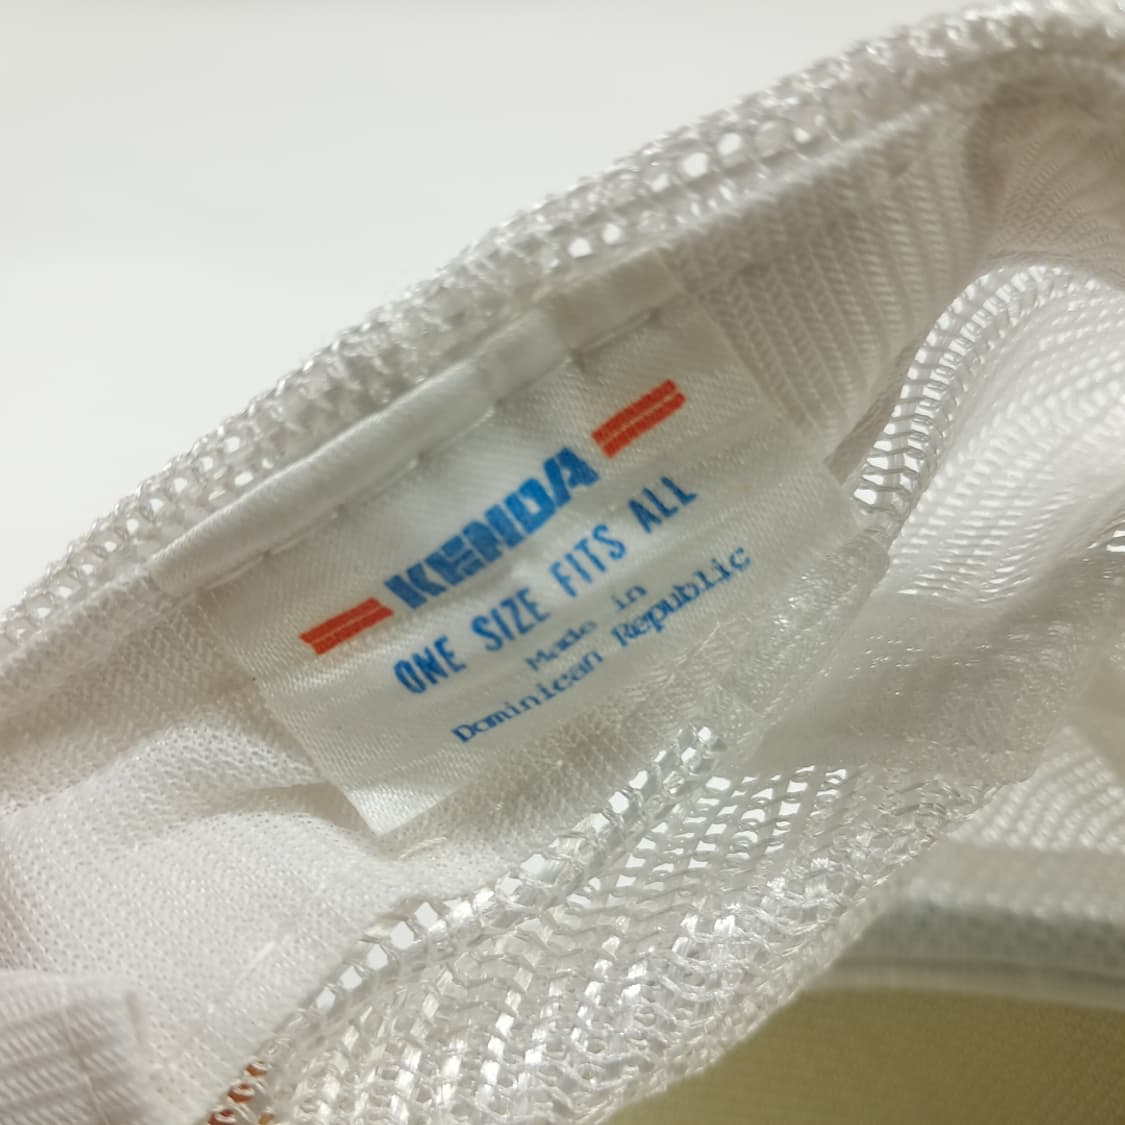 KENDA
ONE SIZE FITS ALL
Made in
Dominican Republic